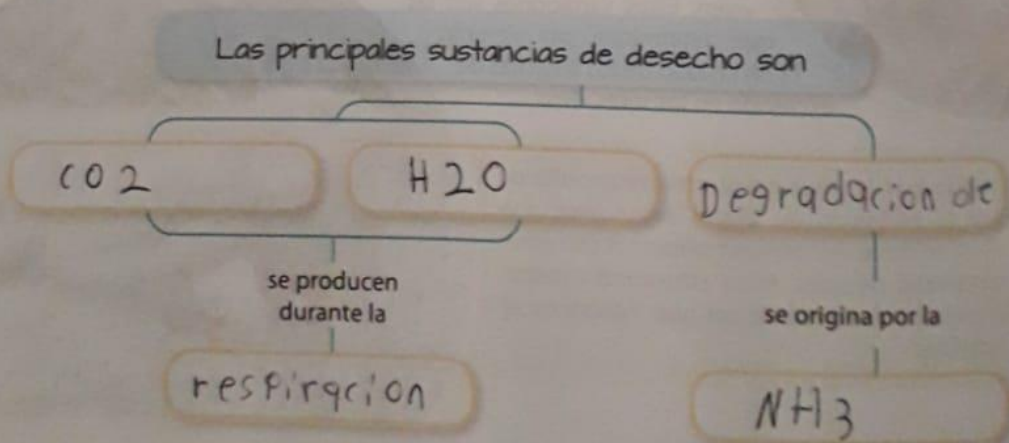 Las principales sustancias de desecho son
CO2
H2O
Degradacion de
se producen
durante la
se origina por la
respiracion
NH3